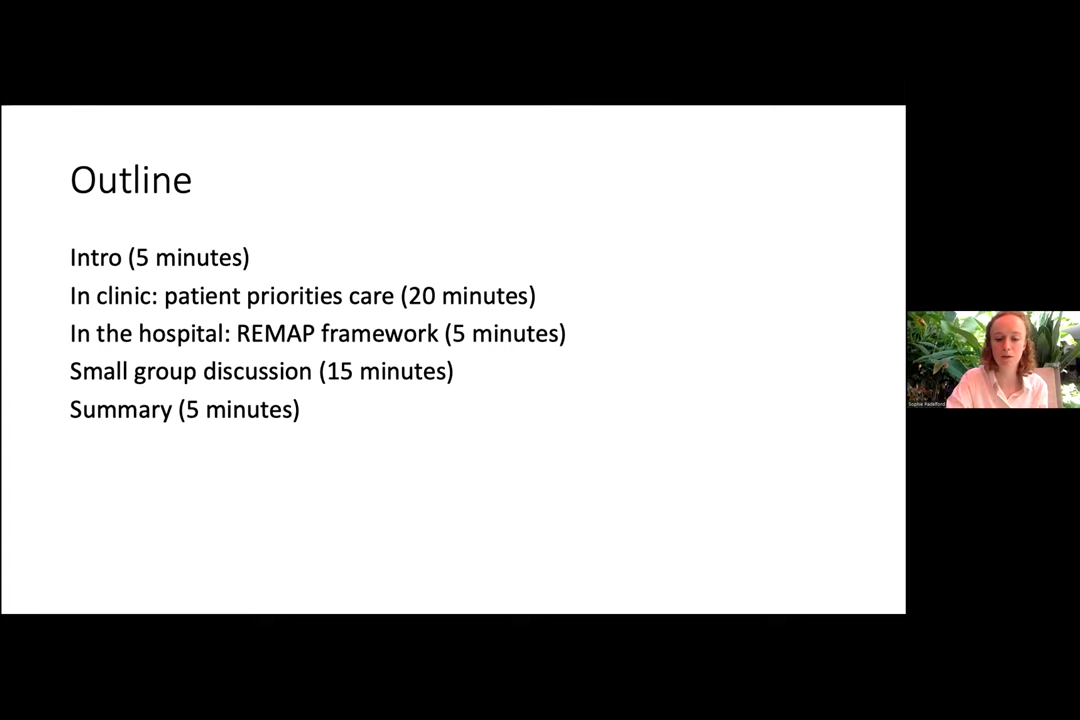 Outline
Intro (5 minutes)
In clinic: patient priorities care (20 minutes)
In the hospital: REMAP framework (5 minutes)
Small group discussion (15 minutes)
Summary (5 minutes)
Sophie